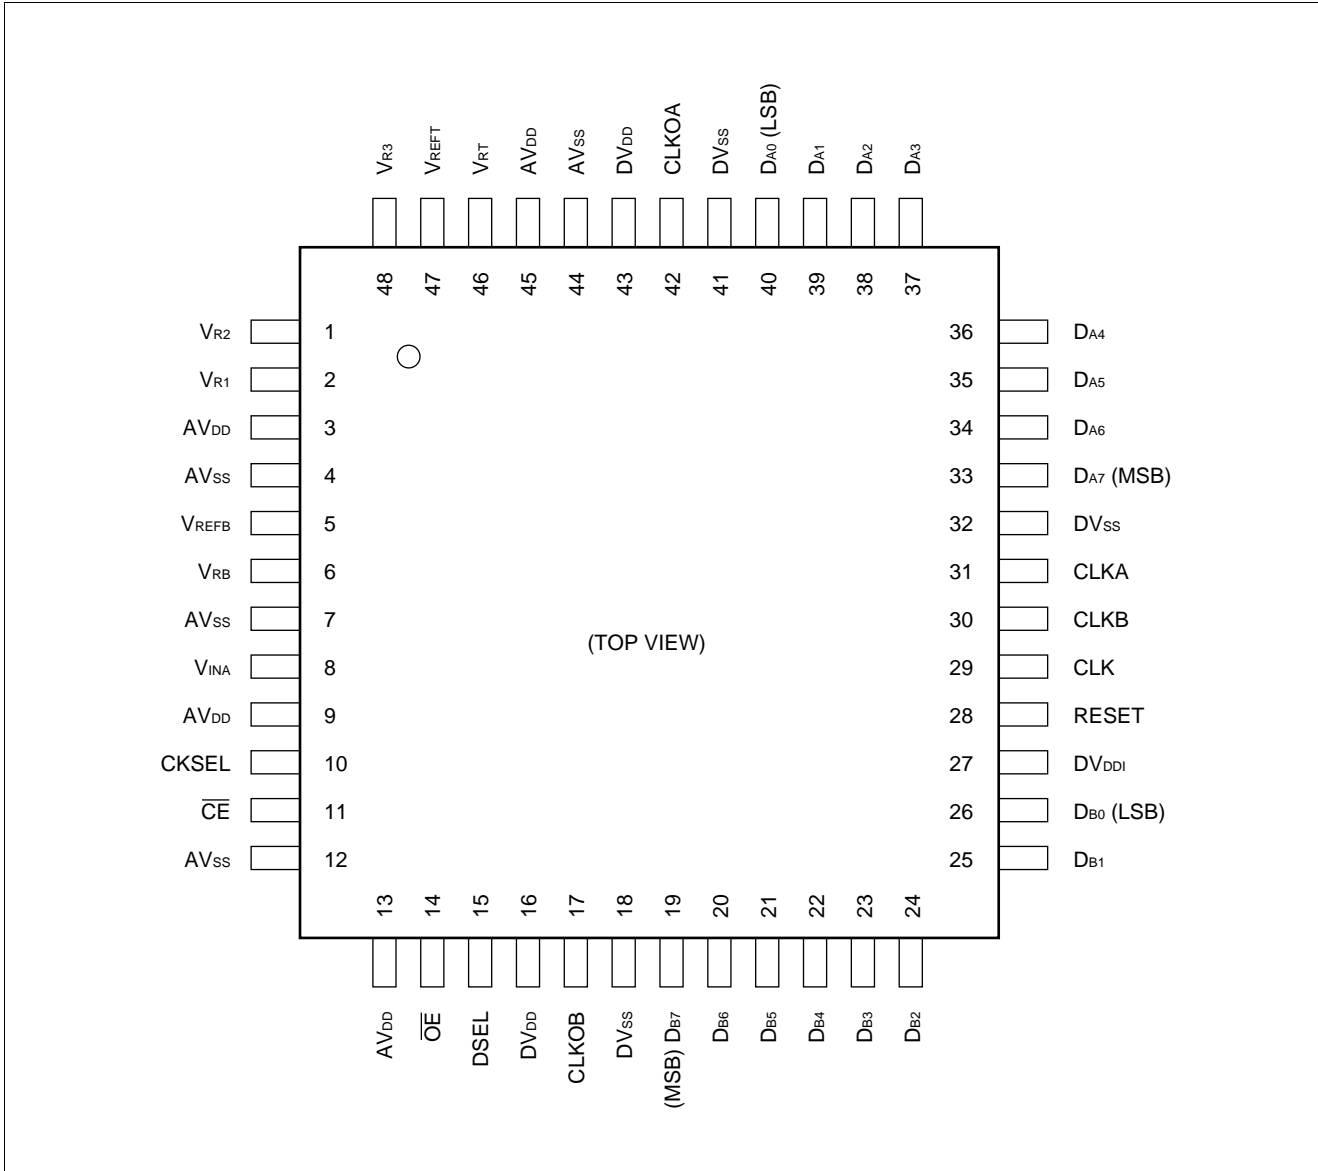 VR3 VREFT VRT AVDD AVSS DVDD CLKOA DVSS DA0 (LSB) DA1 DA2 DA3
48 47 46 45 44 43 42 41 40 39 38 37
VR2 1 36 DA4
VR1 2 35 DA5
AVDD 3 34 DA6
AVSS 4 33 DA7 (MSB)
VREFB 5 32 DVSS
VRB 6 31 CLKA
AVSS 7 30 CLKB
(TOP VIEW)
VINA 8 29 CLK
AVDD 9 28 RESET
CKSEL 10 27 DVDDI
C̅E̅ 11 26 DB0 (LSB)
AVSS 12 25 DB1
13 14 15 16 17 18 19 20 21 22 23 24
AVDD O̅E̅ DSEL DVDD CLKOB DVSS (MSB) DB7 DB6 DB5 DB4 DB3 DB2